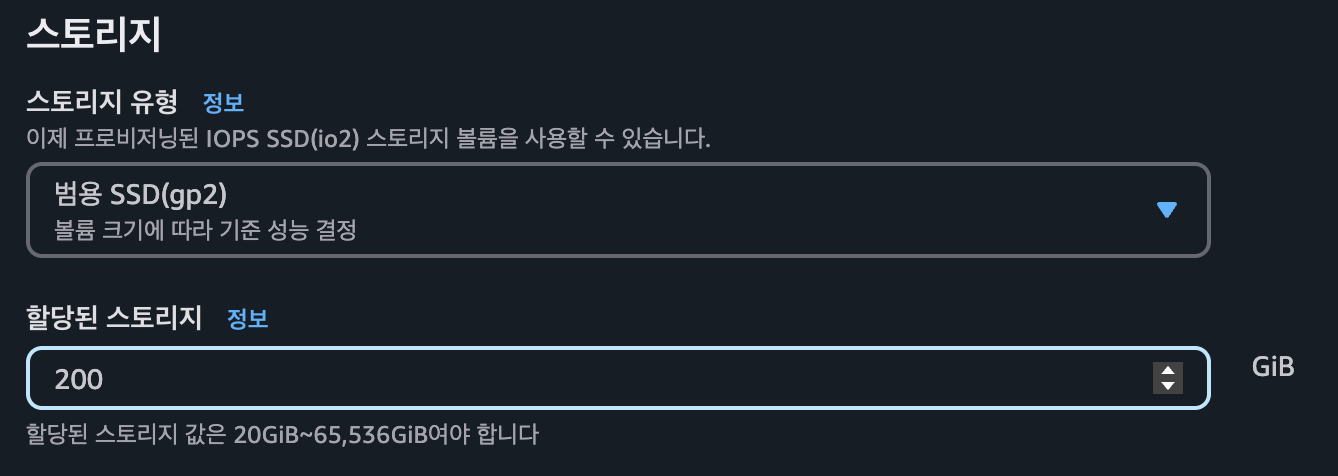 스토리지
스토리지 유형 정보
이제 프로비저닝된 IOPS SSD(io2) 스토리지 볼륨을 사용할 수 있습니다.
범용 SSD(gp2)
볼륨 크기에 따라 기준 성능 결정
할당된 스토리지 정보
200 GiB
할당된 스토리지 값은 20GiB~65,536GiB여야 합니다